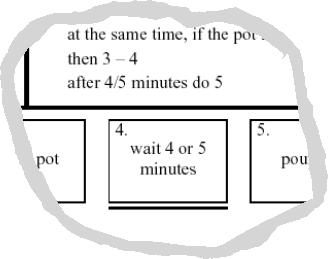 at the same time, if the pot
then 3 – 4
after 4/5 minutes do 5
pot
4.
wait 4 or 5
minutes
5.